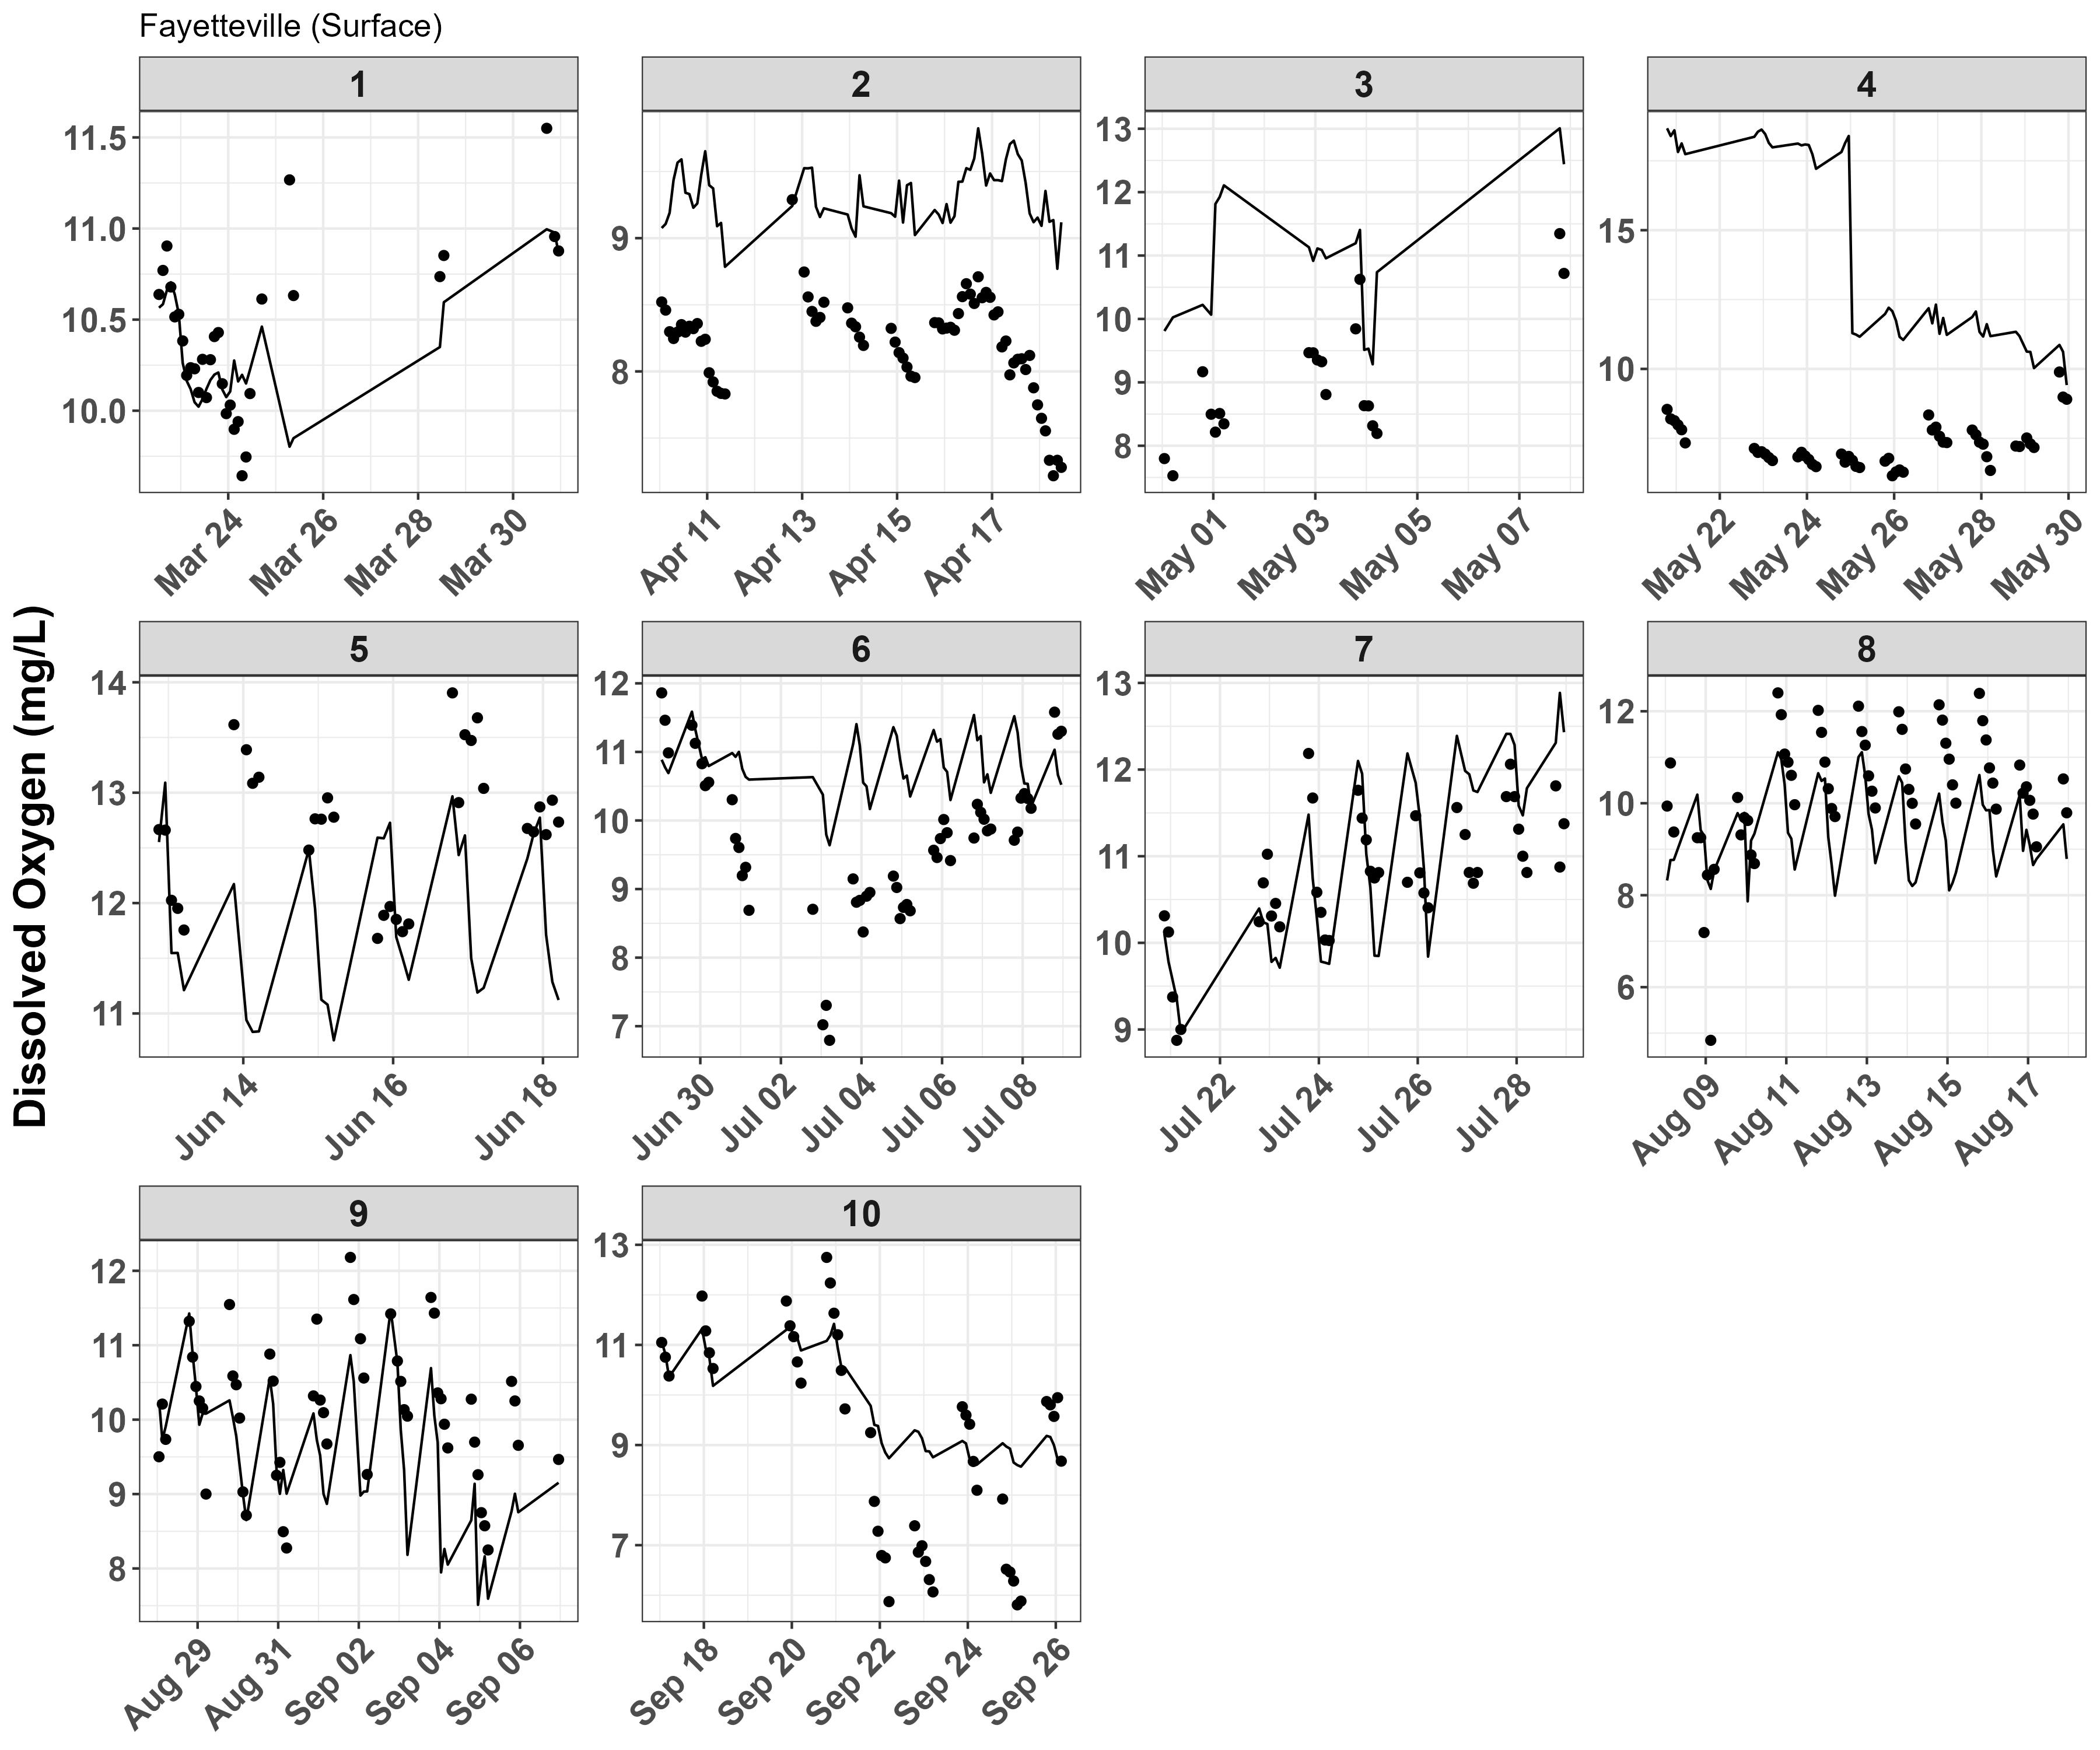 Fayetteville (Surface)
Dissolved Oxygen (mg/L)
1
11.5
11.0
10.5
10.0
Mar 24
Mar 26
Mar 28
Mar 30
2
9
8
Apr 11
Apr 13
Apr 15
Apr 17
3
13
12
11
10
9
8
May 01
May 03
May 05
May 07
4
15
10
May 22
May 24
May 26
May 28
May 30
5
14
13
12
11
Jun 14
Jun 16
Jun 18
6
12
11
10
9
8
7
Jun 30
Jul 02
Jul 04
Jul 06
Jul 08
7
13
12
11
10
9
Jul 22
Jul 24
Jul 26
Jul 28
8
12
10
8
6
Aug 09
Aug 11
Aug 13
Aug 15
Aug 17
9
12
11
10
9
8
Aug 29
Aug 31
Sep 02
Sep 04
Sep 06
10
13
11
9
7
Sep 18
Sep 20
Sep 22
Sep 24
Sep 26